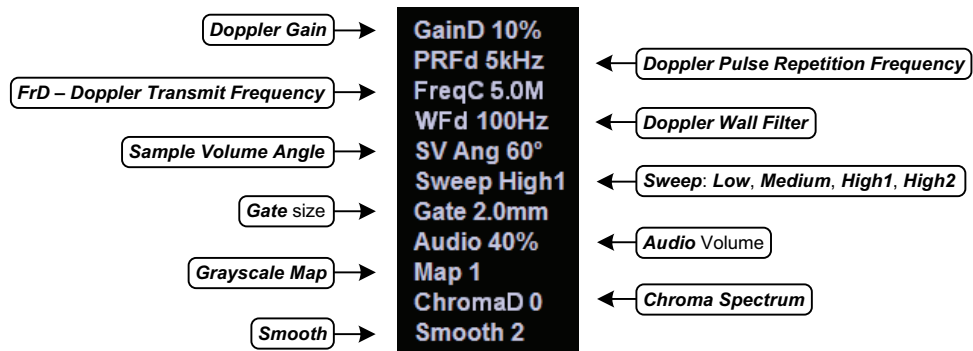 Doppler Gain
GainD 10%
PRFd 5kHz
Doppler Pulse Repetition Frequency
FrD – Doppler Transmit Frequency
FreqC 5.0M
WFd 100Hz
Doppler Wall Filter
Sample Volume Angle
SV Ang 60°
Sweep High1
Sweep: Low, Medium, High1, High2
Gate size
Gate 2.0mm
Audio 40%
Audio Volume
Grayscale Map
Map 1
ChromaD 0
Chroma Spectrum
Smooth
Smooth 2